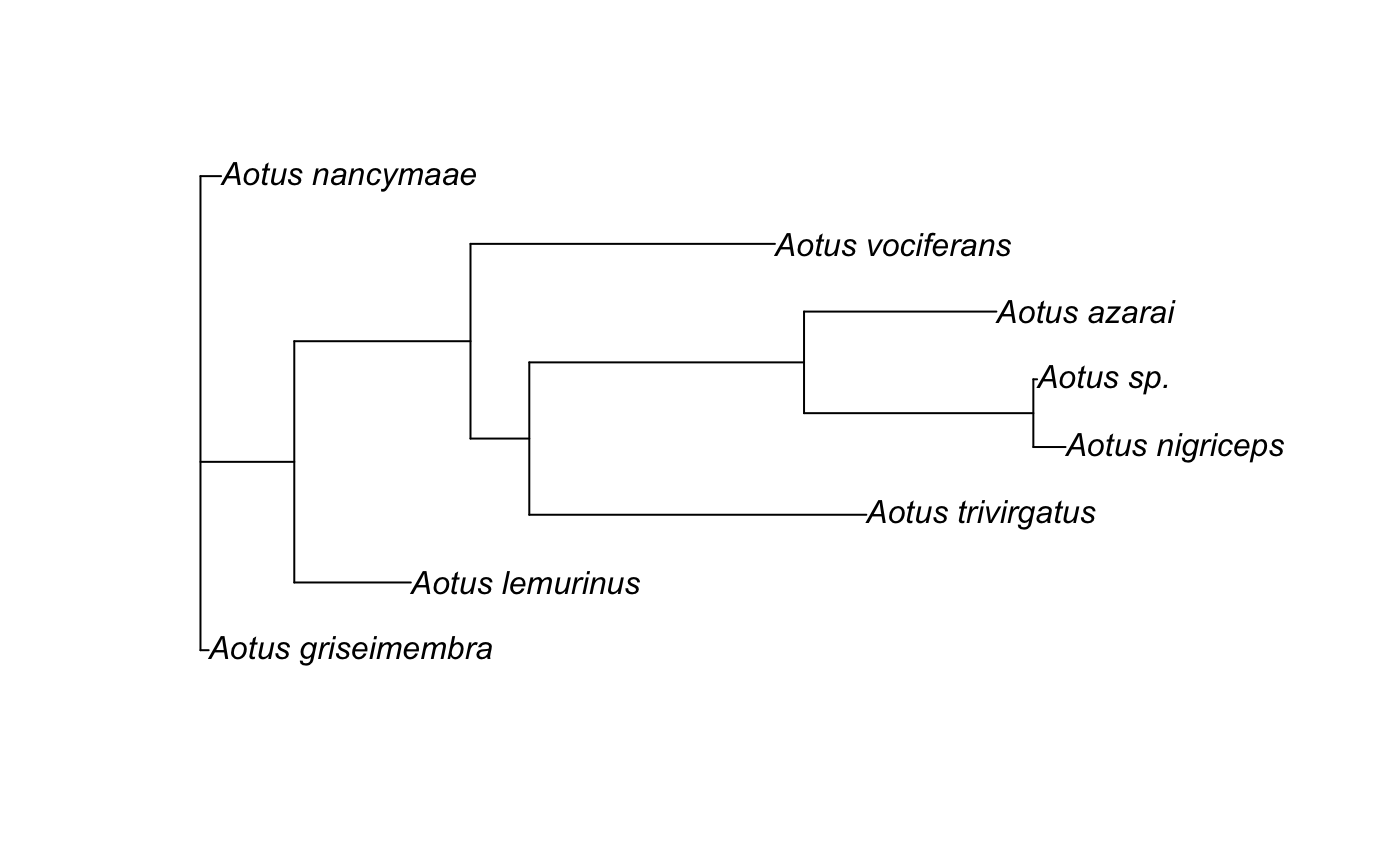 Aotus nancymaae
Aotus vociferans
Aotus azarai
Aotus sp.
Aotus nigriceps
Aotus trivirgatus
Aotus lemurinus
Aotus griseimembra